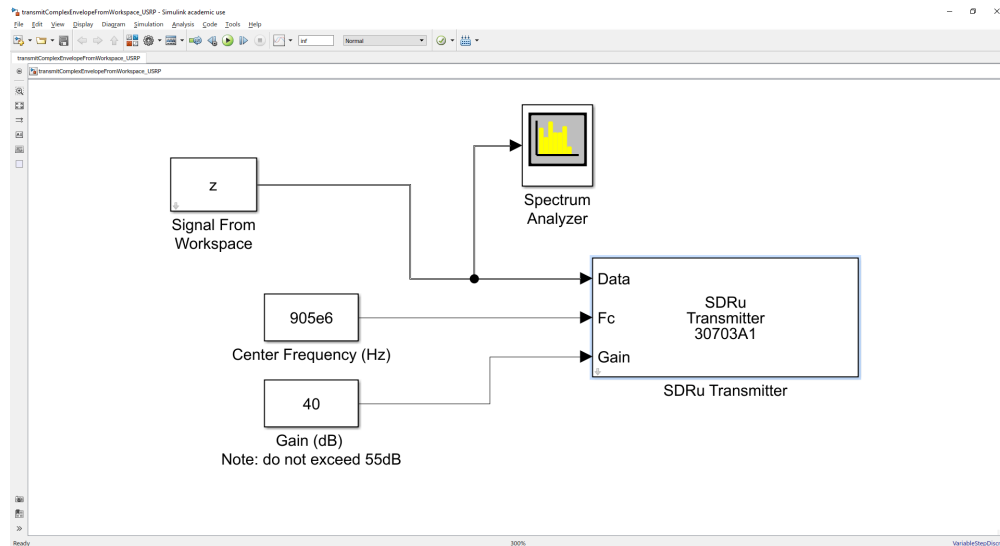 transmitComplexEnvelopeFromWorkspace_USRP - Simulink academic use
File Edit View Display Diagram Simulation Analysis Code Tools Help
inf Normal
transmitComplexEnvelopeFromWorkspace_USRP
transmitComplexEnvelopeFromWorkspace_USRP
z
Signal From
Workspace
Spectrum
Analyzer
Data
Fc
Gain
SDRu
Transmitter
30703A1
SDRu Transmitter
905e6
Center Frequency (Hz)
40
Gain (dB)
Note: do not exceed 55dB
Ready 300% VariableStepDiscr